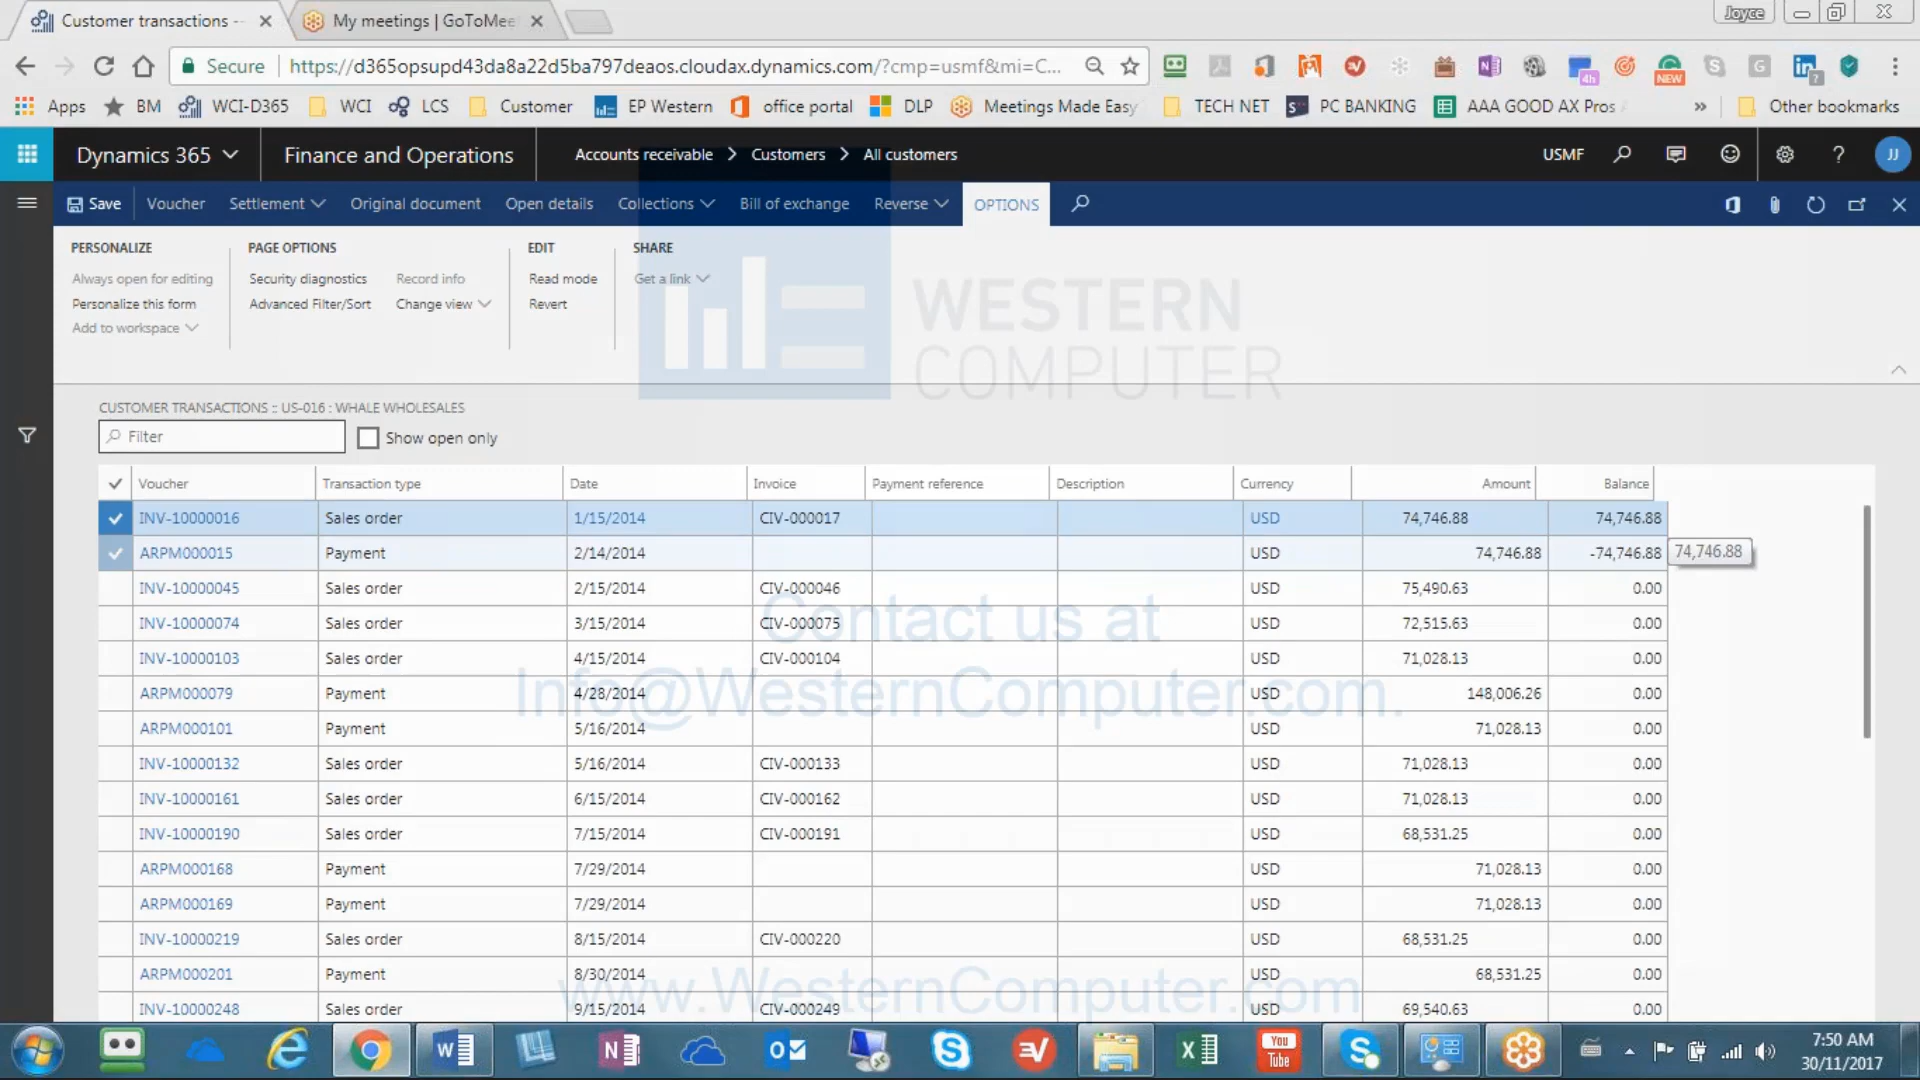 Customer transactions --
My meetings | GoToMee
Joyce
Secure
https://d365opsupd43da8a22d5ba797deaos.cloudax.dynamics.com/?cmp=usmf&mi=C...
4h
NEW
Apps
BM
WCI-D365
WCI
LCS
Customer
EP Western
office portal
DLP
Meetings Made Easy
TECH NET
PC BANKING
AAA GOOD AX Pros
Other bookmarks
Dynamics 365
Finance and Operations
Accounts receivable
Customers
All customers
USMF
JJ
Save
Voucher
Settlement
Original document
Open details
Collections
Bill of exchange
Reverse
OPTIONS
PERSONALIZE
Always open for editing
Personalize this form
Add to workspace
PAGE OPTIONS
Security diagnostics
Record info
Advanced Filter/Sort
Change view
EDIT
Read mode
Revert
SHARE
Get a link
WESTERN
COMPUTER
CUSTOMER TRANSACTIONS :: US-016 : WHALE WHOLESALES
Filter
Show open only
Voucher Transaction type Date Invoice Payment reference Description Currency Amount Balance
INV-10000016 Sales order 1/15/2014 CIV-000017 USD 74,746.88 74,746.88
ARPM000015 Payment 2/14/2014 USD 74,746.88 -74,746.88
74,746.88
INV-10000045 Sales order 2/15/2014 CIV-000046 USD 75,490.63 0.00
INV-10000074 Sales order 3/15/2014 CIV-000075 USD 72,515.63 0.00
INV-10000103 Sales order 4/15/2014 CIV-000104 USD 71,028.13 0.00
ARPM000079 Payment 4/28/2014 USD 148,006.26 0.00
ARPM000101 Payment 5/16/2014 USD 71,028.13 0.00
INV-10000132 Sales order 5/16/2014 CIV-000133 USD 71,028.13 0.00
INV-10000161 Sales order 6/15/2014 CIV-000162 USD 71,028.13 0.00
INV-10000190 Sales order 7/15/2014 CIV-000191 USD 68,531.25 0.00
ARPM000168 Payment 7/29/2014 USD 71,028.13 0.00
ARPM000169 Payment 7/29/2014 USD 71,028.13 0.00
INV-10000219 Sales order 8/15/2014 CIV-000220 USD 68,531.25 0.00
ARPM000201 Payment 8/30/2014 USD 68,531.25 0.00
INV-10000248 Sales order 9/15/2014 CIV-000249 USD 69,540.63 0.00
Contact us at
Info@WesternComputer.com.
www.WesternComputer.com
You
Tube
7:50 AM
30/11/2017